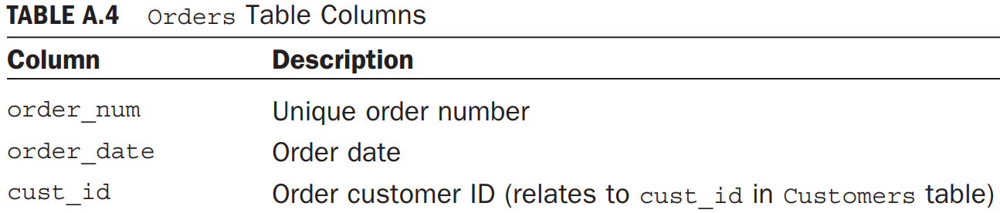 TABLE A.4 Orders Table Columns
Column Description
order_num Unique order number
order_date Order date
cust_id Order customer ID (relates to cust_id in Customers table)